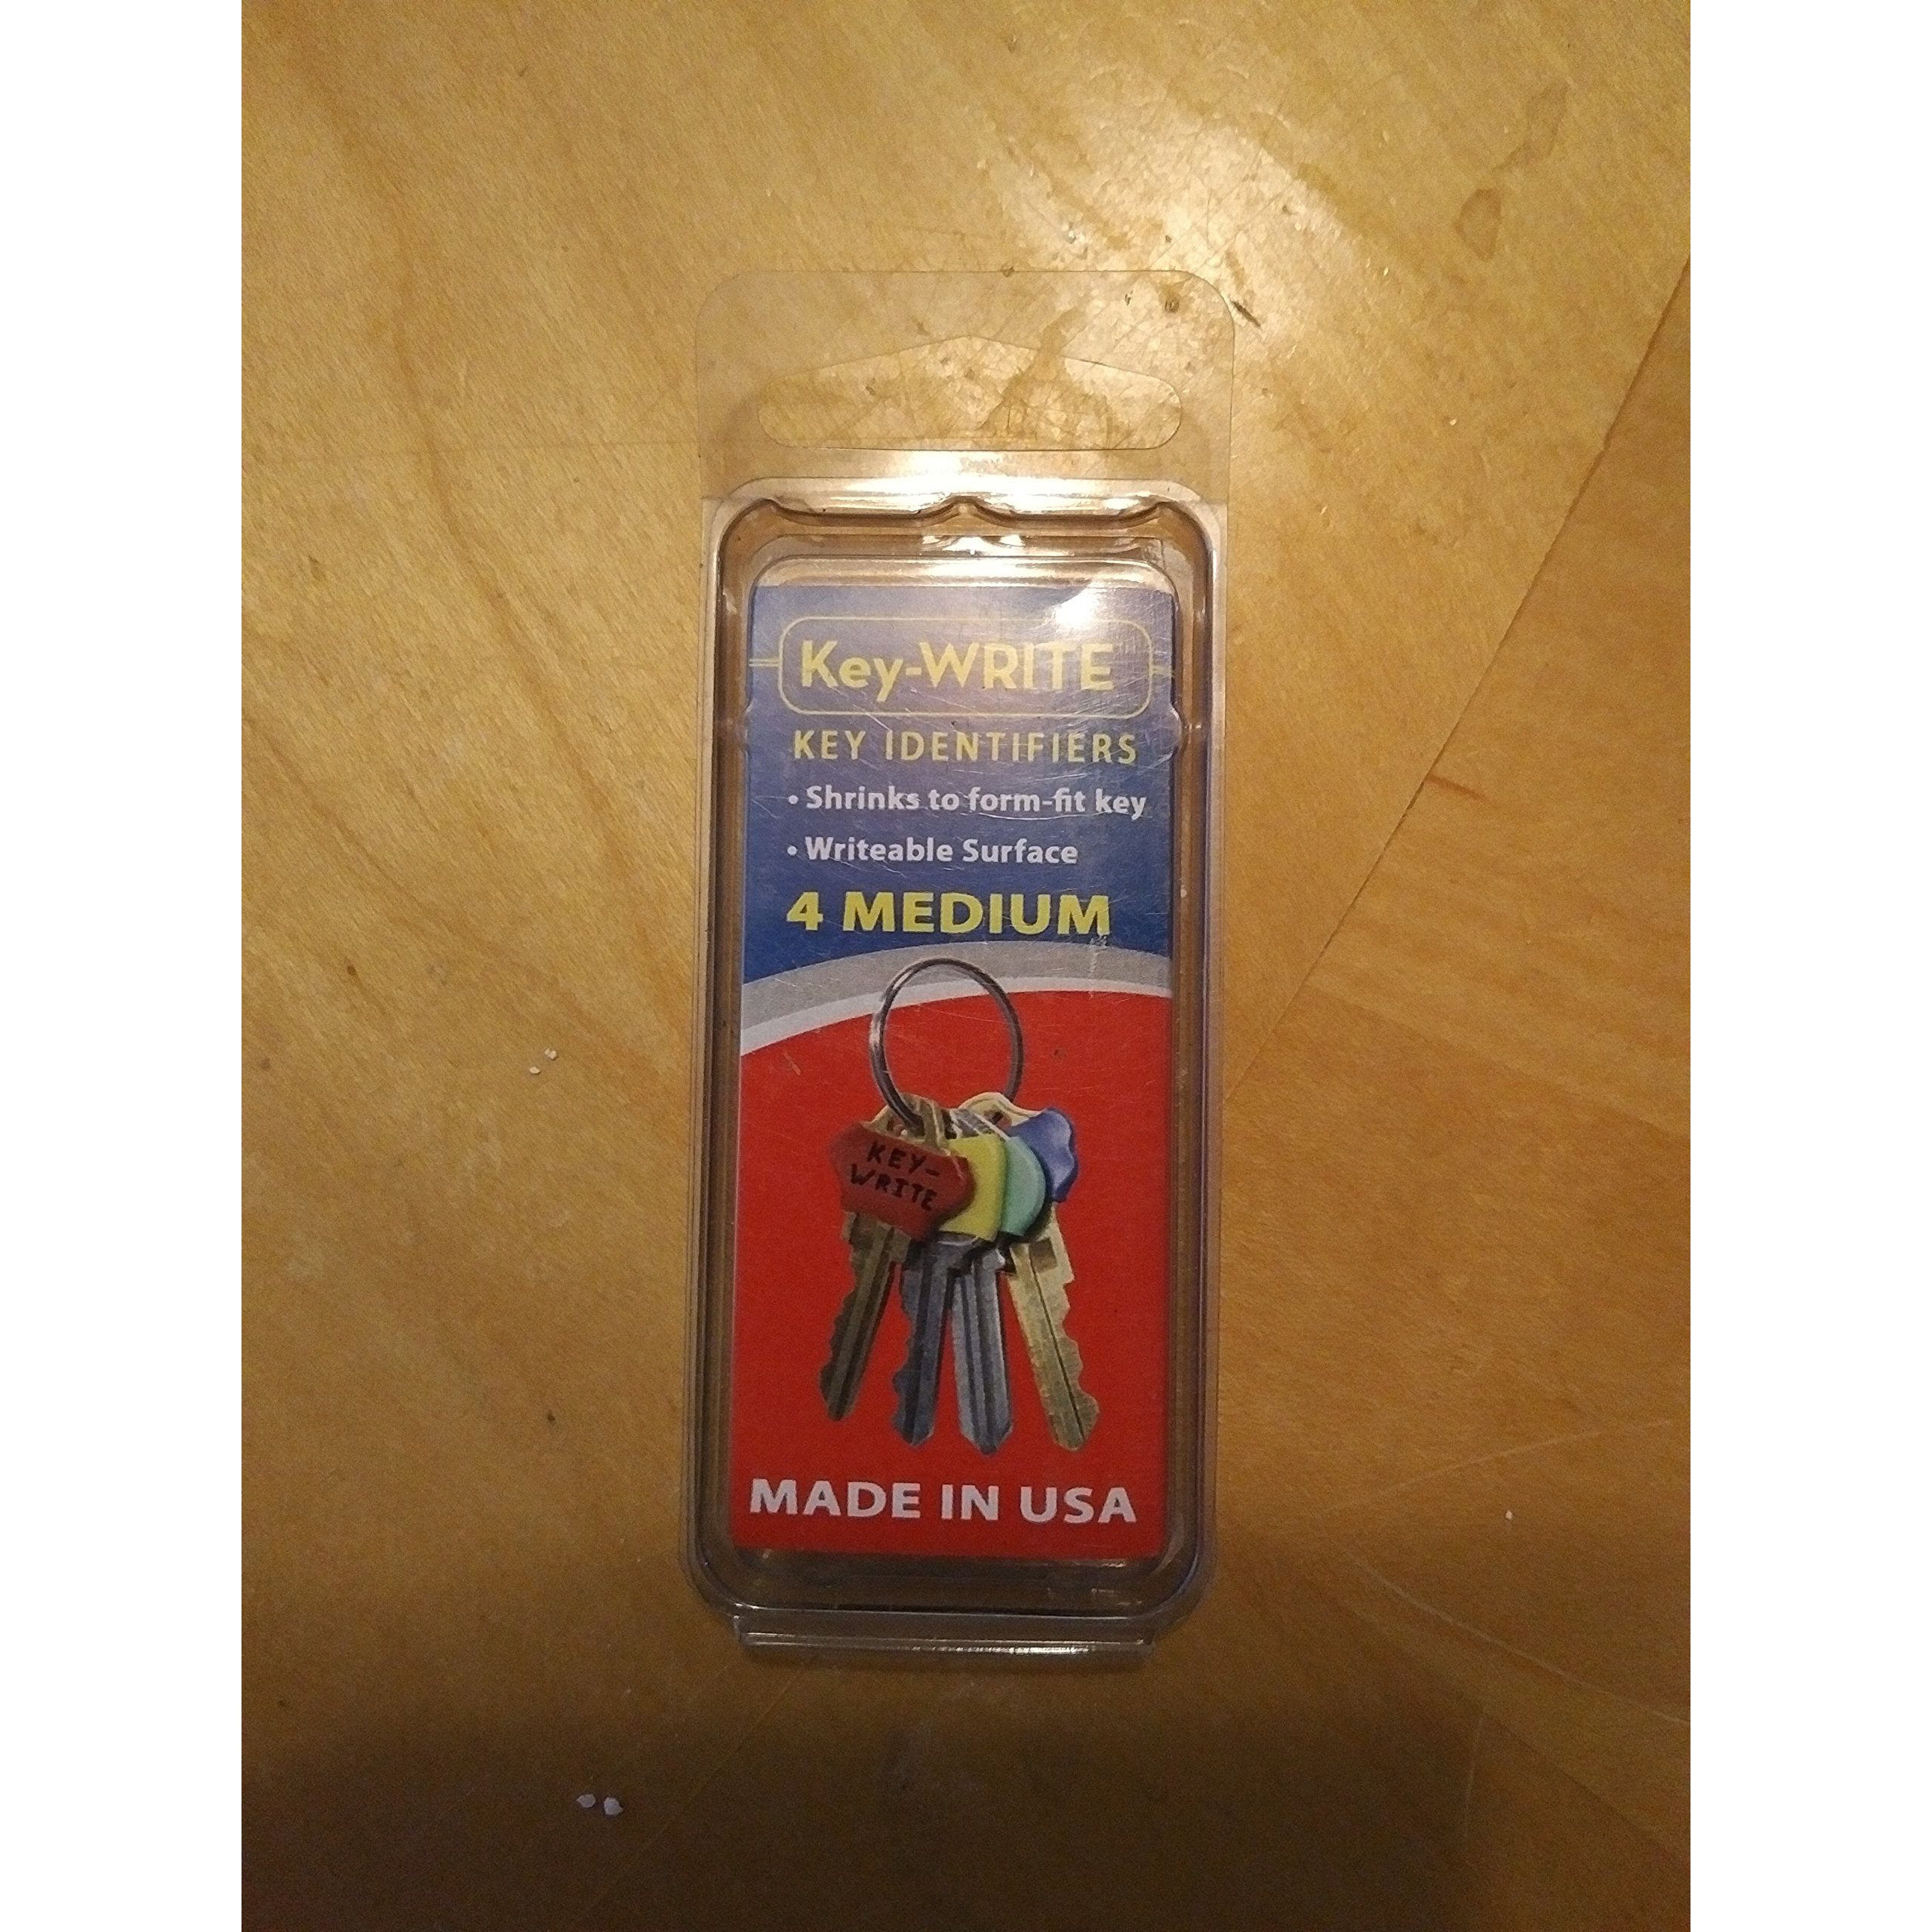 Key-WRITE
KEY IDENTIFIERS
• Shrinks to form-fit key
• Writeable Surface
4 MEDIUM
KEY-
WRITE
MADE IN USA